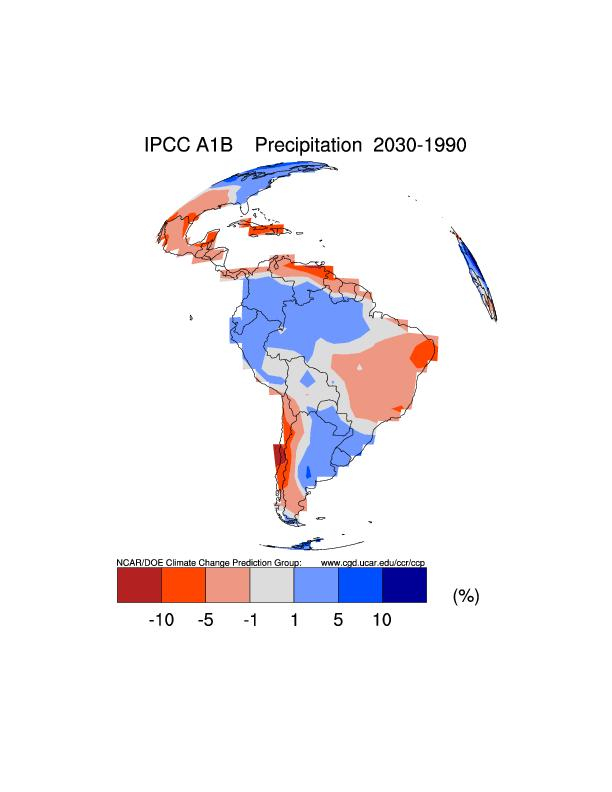 IPCC A1B Precipitation 2030-1990
NCAR/DOE Climate Change Prediction Group: www.cgd.ucar.edu/ccr/ccp
-10 -5 -1 1 5 10 (%)